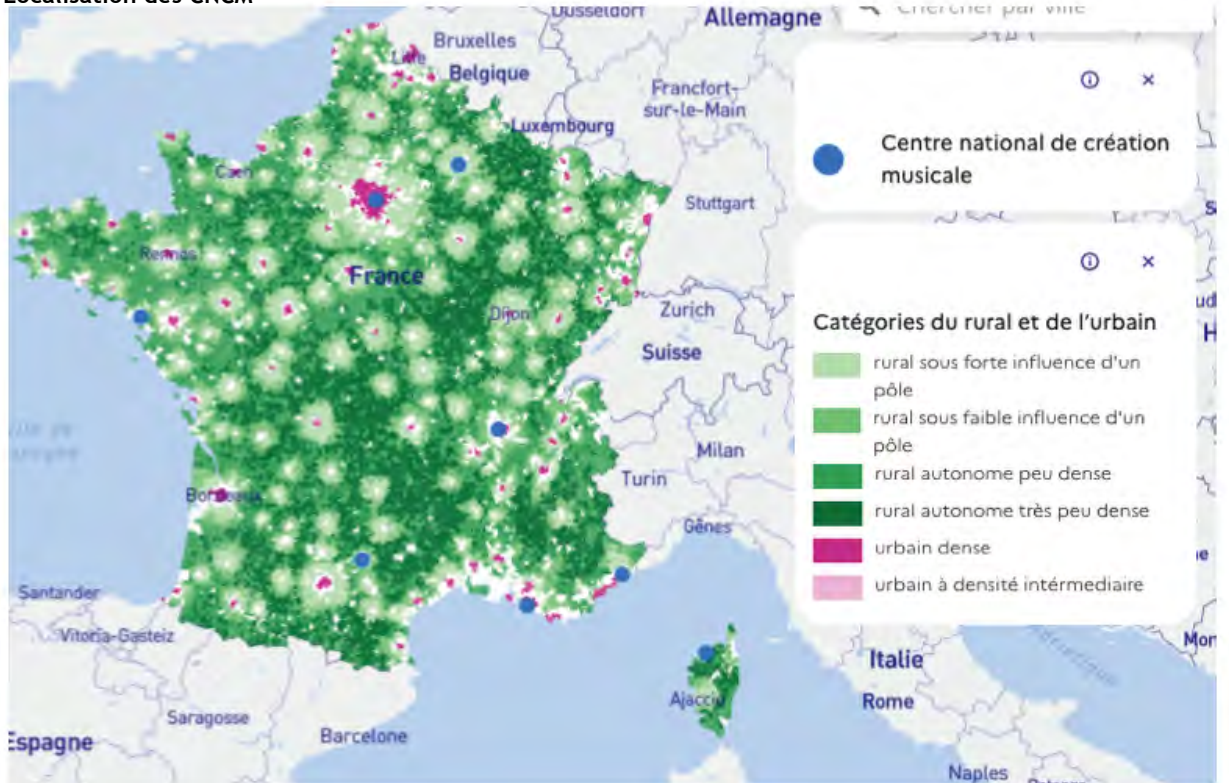 Localisation des CNCM
Düsseldorf
Allemagne
Chercher par ville
Bruxelles
Lille
Belgique
Francfort-
sur-le-Main
Luxembourg
Centre national de création
musicale
Caen
Stuttgart
Rennes
France
Dijon
Zurich
Suisse
Catégories du rural et de l'urbain
rural sous forte influence d'un
pôle
rural sous faible influence d'un
pôle
rural autonome peu dense
rural autonome très peu dense
urbain dense
urbain à densité intérmediaire
Milan
Turin
Bordeaux
Gênes
Santander
Vitoria-Gasteiz
Italie
Ajaccio
Rome
Saragosse
Barcelone
Espagne
Naples